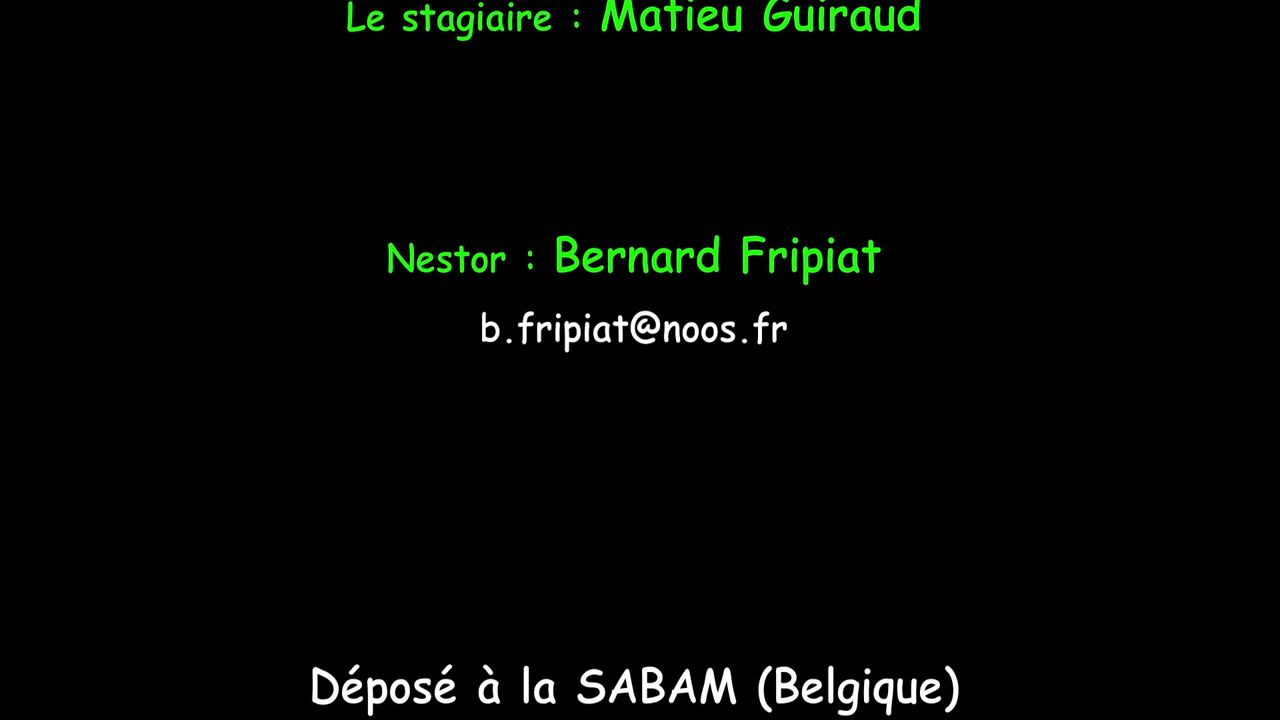 Le stagiaire : Matieu Guiraud
Nestor : Bernard Fripiat
b.fripiat@noos.fr
Déposé à la SABAM (Belgique)